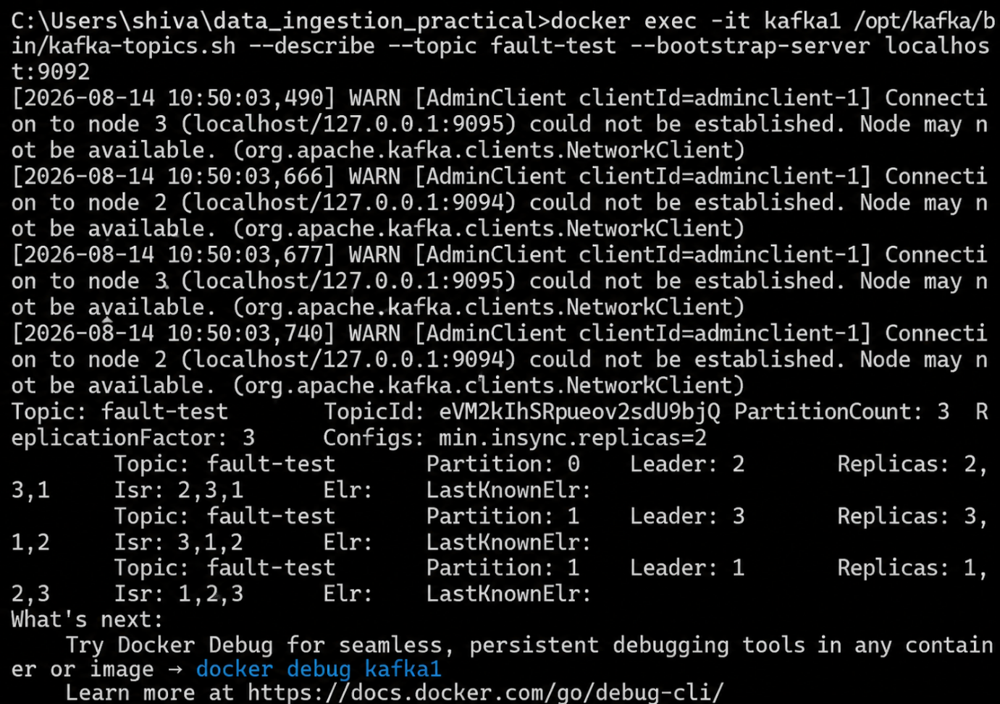 C:\Users\shiva\data_ingestion_practical>docker exec -it kafka1 /opt/kafka/b
in/kafka-topics.sh --describe --topic fault-test --bootstrap-server localhos
t:9092
[2026-08-14 10:50:03,490] WARN [AdminClient clientId=adminclient-1] Connecti
on to node 3 (localhost/127.0.0.1:9095) could not be established. Node may n
ot be available. (org.apache.kafka.clients.NetworkClient)
[2026-08-14 10:50:03,666] WARN [AdminClient clientId=adminclient-1] Connecti
on to node 2 (localhost/127.0.0.1:9094) could not be established. Node may n
ot be available. (org.apache.kafka.clients.NetworkClient)
[2026-08-14 10:50:03,677] WARN [AdminClient clientId=adminclient-1] Connecti
on to node 3 (localhost/127.0.0.1:9095) could not be established. Node may n
ot be available. (org.apache.kafka.clients.NetworkClient)
[2026-08-14 10:50:03,740] WARN [AdminClient clientId=adminclient-1] Connecti
on to node 2 (localhost/127.0.0.1:9094) could not be established. Node may n
ot be available. (org.apache.kafka.clients.NetworkClient)
Topic: fault-test TopicId: eVM2kIhSRpueov2sdU9bjQ PartitionCount: 3 R
eplicationFactor: 3 Configs: min.insync.replicas=2
Topic: fault-test Partition: 0 Leader: 2 Replicas: 2,
3,1 Isr: 2,3,1 Elr: LastKnownElr:
Topic: fault-test Partition: 1 Leader: 3 Replicas: 3,
1,2 Isr: 3,1,2 Elr: LastKnownElr:
Topic: fault-test Partition: 1 Leader: 1 Replicas: 1,
2,3 Isr: 1,2,3 Elr: LastKnownElr:
What's next:
Try Docker Debug for seamless, persistent debugging tools in any contain
er or image → docker debug kafka1
Learn more at https://docs.docker.com/go/debug-cli/